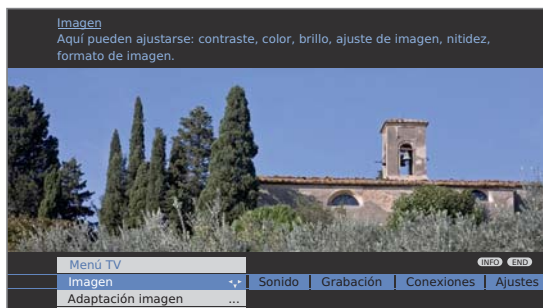 Imagen
Aquí pueden ajustarse: contraste, color, brillo, ajuste de imagen, nitidez,
formato de imagen.
Menú TV
INFO END
Imagen Sonido Grabación Conexiones Ajustes
Adaptación imagen ...